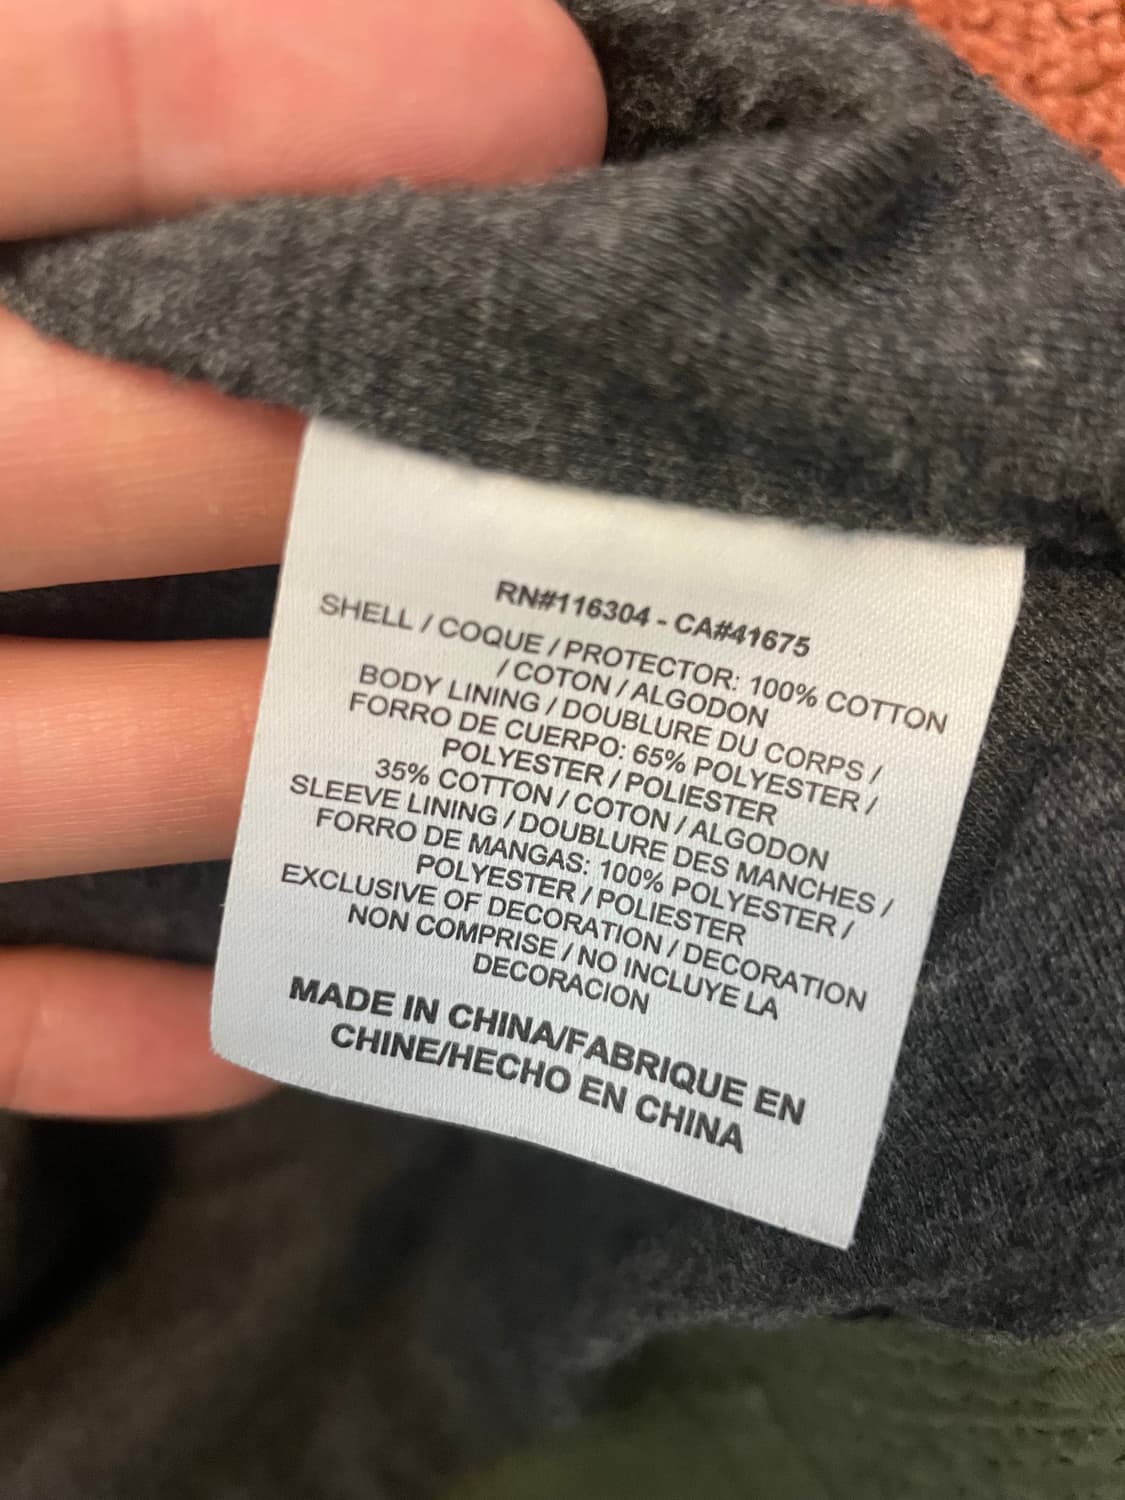 RN#116304 - CA#41675
SHELL / COQUE / PROTECTOR: 100% COTTON
/ COTON / ALGODON
BODY LINING / DOUBLURE DU CORPS /
FORRO DE CUERPO: 65% POLYESTER /
POLYESTER / POLIESTER
35% COTTON / COTON / ALGODON
SLEEVE LINING / DOUBLURE DES MANCHES /
FORRO DE MANGAS: 100% POLYESTER /
POLYESTER / POLIESTER
EXCLUSIVE OF DECORATION / DECORATION
NON COMPRISE / NO INCLUYE LA
DECORACION
MADE IN CHINA/FABRIQUE EN
CHINE/HECHO EN CHINA